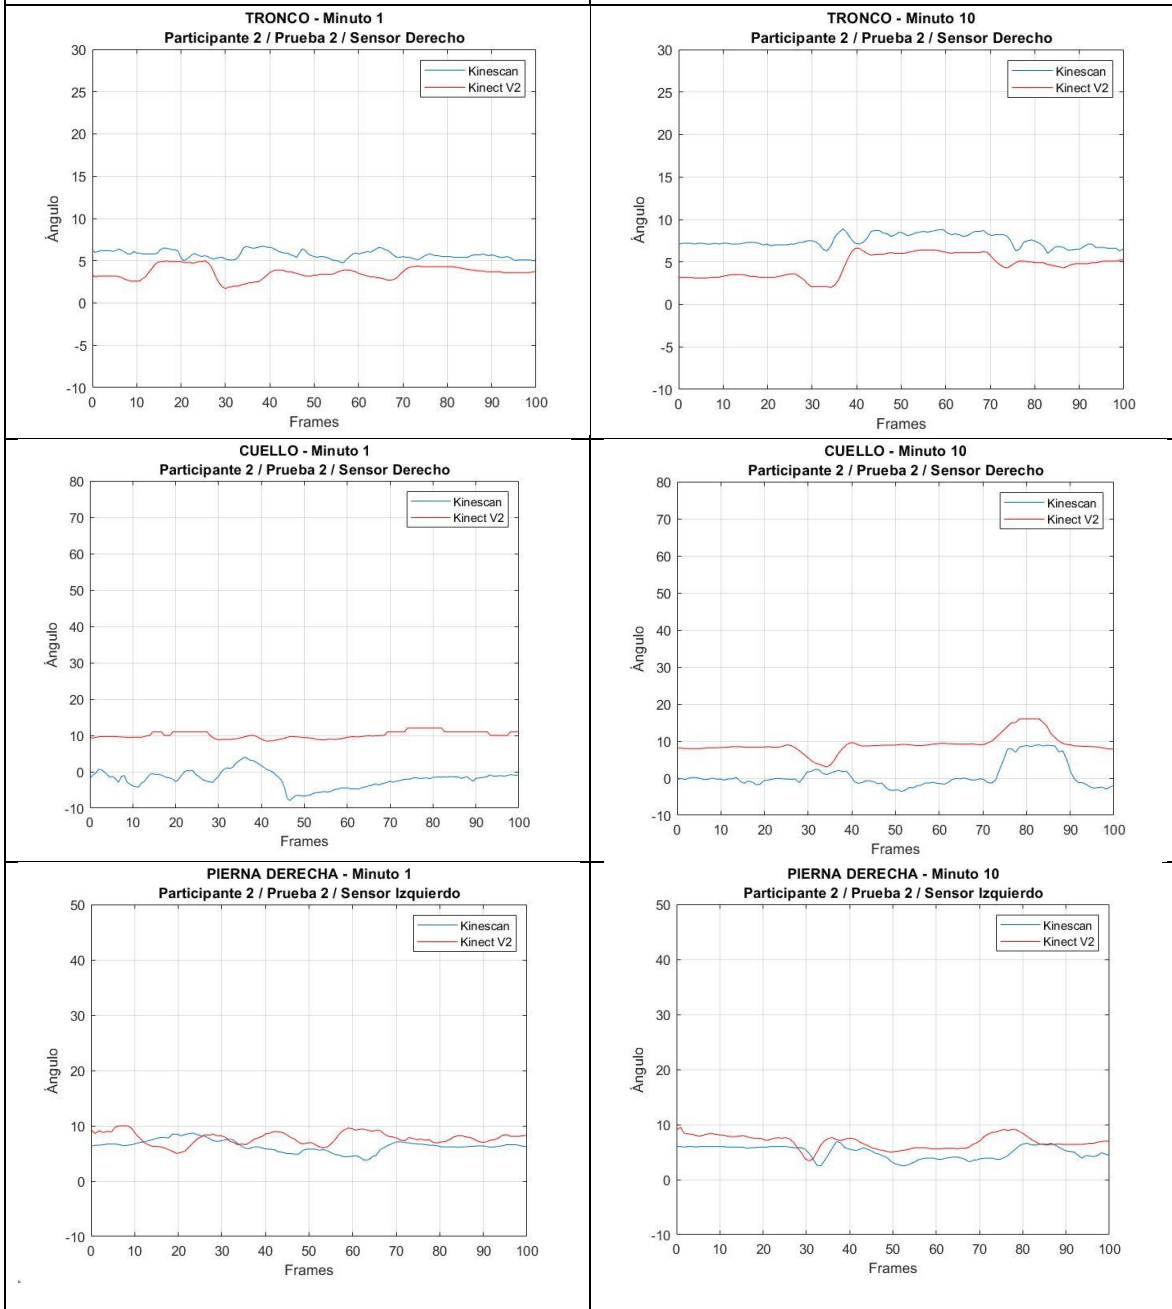 TRONCO - Minuto 1
Participante 2 / Prueba 2 / Sensor Derecho
30
25
20
15
10
5
0
-5
-10
Ángulo
Kinescan
Kinect V2
0 10 20 30 40 50 60 70 80 90 100
Frames
TRONCO - Minuto 10
Participante 2 / Prueba 2 / Sensor Derecho
30
25
20
15
10
5
0
-5
-10
Ángulo
Kinescan
Kinect V2
0 10 20 30 40 50 60 70 80 90 100
Frames
CUELLO - Minuto 1
Participante 2 / Prueba 2 / Sensor Derecho
80
70
60
50
40
30
20
10
0
-10
Ángulo
Kinescan
Kinect V2
0 10 20 30 40 50 60 70 80 90 100
Frames
CUELLO - Minuto 10
Participante 2 / Prueba 2 / Sensor Derecho
80
70
60
50
40
30
20
10
0
-10
Ángulo
Kinescan
Kinect V2
0 10 20 30 40 50 60 70 80 90 100
Frames
PIERNA DERECHA - Minuto 1
Participante 2 / Prueba 2 / Sensor Izquierdo
50
40
30
20
10
0
-10
Ángulo
Kinescan
Kinect V2
0 10 20 30 40 50 60 70 80 90 100
Frames
PIERNA DERECHA - Minuto 10
Participante 2 / Prueba 2 / Sensor Izquierdo
50
40
30
20
10
0
-10
Ángulo
Kinescan
Kinect V2
0 10 20 30 40 50 60 70 80 90 100
Frames